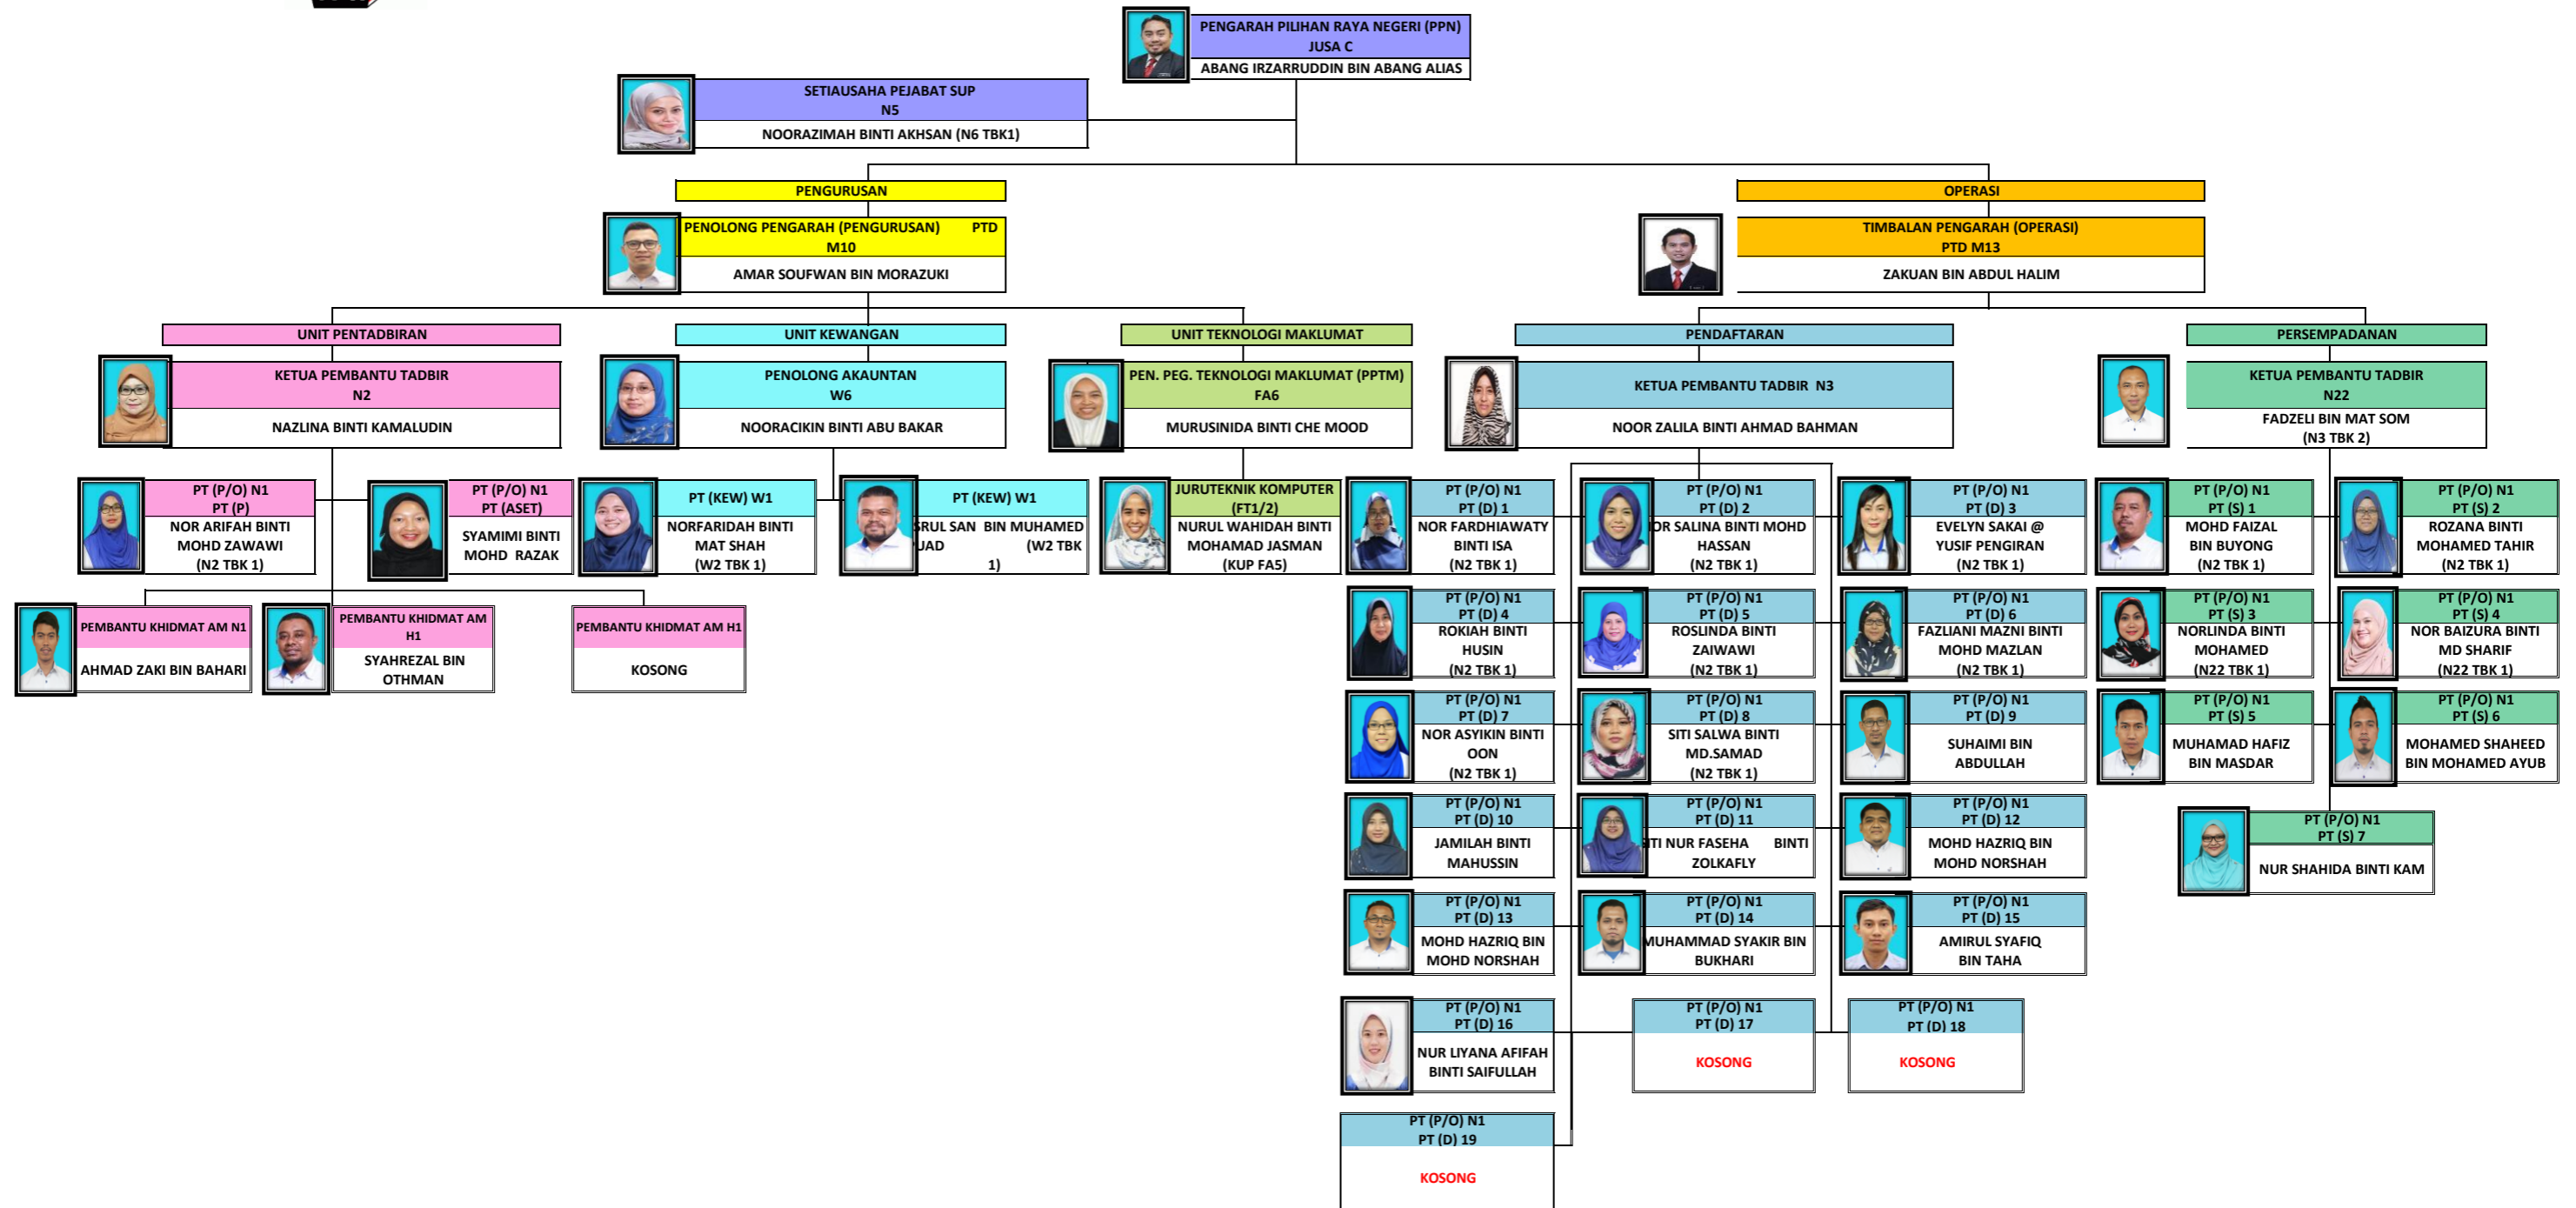 PENGARAH PILIHAN RAYA NEGERI (PPN)
JUSA C
ABANG IRZARRUDDIN BIN ABANG ALIAS
SETIAUSAHA PEJABAT SUP
N5
NOORAZIMAH BINTI AKHSAN (N6 TBK1)
PENGURUSAN
PENOLONG PENGARAH (PENGURUSAN) PTD
M10
AMAR SOUFWAN BIN MORAZUKI
OPERASI
TIMBALAN PENGARAH (OPERASI)
PTD M13
ZAKUAN BIN ABDUL HALIM
UNIT PENTADBIRAN
KETUA PEMBANTU TADBIR
N2
NAZLINA BINTI KAMALUDIN
UNIT KEWANGAN
PENOLONG AKAUNTAN
W6
NOORACIKIN BINTI ABU BAKAR
UNIT TEKNOLOGI MAKLUMAT
PEN. PEG. TEKNOLOGI MAKLUMAT (PPTM)
FA6
MURUSINIDA BINTI CHE MOOD
PENDAFTARAN
KETUA PEMBANTU TADBIR N3
NOOR ZALILA BINTI AHMAD BAHMAN
PERSEMPADANAN
KETUA PEMBANTU TADBIR
N22
FADZELI BIN MAT SOM
(N3 TBK 2)
PT (P/O) N1
PT (P)
NOR ARIFAH BINTI
MOHD ZAWAWI
(N2 TBK 1)
PT (P/O) N1
PT (ASET)
SYAMIMI BINTI
MOHD RAZAK
PT (KEW) W1
NORFARIDAH BINTI
MAT SHAH
(W2 TBK 1)
PT (KEW) W1
SRUL SAN BIN MUHAMED
UAD (W2 TBK
1)
JURUTEKNIK KOMPUTER
(FT1/2)
NURUL WAHIDAH BINTI
MOHAMAD JASMAN
(KUP FA5)
PEMBANTU KHIDMAT AM N1
AHMAD ZAKI BIN BAHARI
PEMBANTU KHIDMAT AM
H1
SYAHREZAL BIN
OTHMAN
PEMBANTU KHIDMAT AM H1
KOSONG
PT (P/O) N1
PT (D) 1
NOR FARDHIAWATY
BINTI ISA
(N2 TBK 1)
PT (P/O) N1
PT (D) 2
OR SALINA BINTI MOHD
HASSAN
(N2 TBK 1)
PT (P/O) N1
PT (D) 3
EVELYN SAKAI @
YUSIF PENGIRAN
(N2 TBK 1)
PT (P/O) N1
PT (D) 4
ROKIAH BINTI
HUSIN
(N2 TBK 1)
PT (P/O) N1
PT (D) 5
ROSLINDA BINTI
ZAIWAWI
(N2 TBK 1)
PT (P/O) N1
PT (D) 6
FAZLIANI MAZNI BINTI
MOHD MAZLAN
(N2 TBK 1)
PT (P/O) N1
PT (D) 7
NOR ASYIKIN BINTI
OON
(N2 TBK 1)
PT (P/O) N1
PT (D) 8
SITI SALWA BINTI
MD.SAMAD
(N2 TBK 1)
PT (P/O) N1
PT (D) 9
SUHAIMI BIN
ABDULLAH
PT (P/O) N1
PT (D) 10
JAMILAH BINTI
MAHUSSIN
PT (P/O) N1
PT (D) 11
ITI NUR FASEHA BINTI
ZOLKAFLY
PT (P/O) N1
PT (D) 12
MOHD HAZRIQ BIN
MOHD NORSHAH
PT (P/O) N1
PT (D) 13
MOHD HAZRIQ BIN
MOHD NORSHAH
PT (P/O) N1
PT (D) 14
MUHAMMAD SYAKIR BIN
BUKHARI
PT (P/O) N1
PT (D) 15
AMIRUL SYAFIQ
BIN TAHA
PT (P/O) N1
PT (D) 16
NUR LIYANA AFIFAH
BINTI SAIFULLAH
PT (P/O) N1
PT (D) 17
KOSONG
PT (P/O) N1
PT (D) 18
KOSONG
PT (P/O) N1
PT (D) 19
KOSONG
PT (P/O) N1
PT (S) 1
MOHD FAIZAL
BIN BUYONG
(N2 TBK 1)
PT (P/O) N1
PT (S) 2
ROZANA BINTI
MOHAMED TAHIR
(N2 TBK 1)
PT (P/O) N1
PT (S) 3
NORLINDA BINTI
MOHAMED
(N22 TBK 1)
PT (P/O) N1
PT (S) 4
NOR BAIZURA BINTI
MD SHARIF
(N22 TBK 1)
PT (P/O) N1
PT (S) 5
MUHAMAD HAFIZ
BIN MASDAR
PT (P/O) N1
PT (S) 6
MOHAMED SHAHEED
BIN MOHAMED AYUB
PT (P/O) N1
PT (S) 7
NUR SHAHIDA BINTI KAM